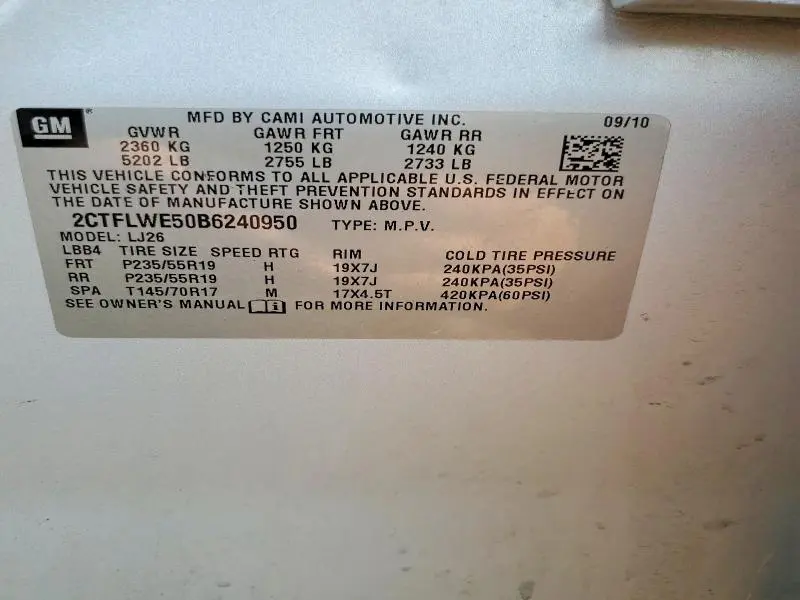 GM®
MFD BY CAMI AUTOMOTIVE INC. 09/10
GVWR GAWR FRT GAWR RR
2360 KG 1250 KG 1240 KG
5202 LB 2755 LB 2733 LB
THIS VEHICLE CONFORMS TO ALL APPLICABLE U.S. FEDERAL MOTOR
VEHICLE SAFETY AND THEFT PREVENTION STANDARDS IN EFFECT ON
THE DATE OF MANUFACTURE SHOWN ABOVE.
2CTFLWE50B6240950 TYPE: M.P.V.
MODEL: LJ26
LBB4 TIRE SIZE SPEED RTG RIM COLD TIRE PRESSURE
FRT P235/55R19 H 19X7J 240KPA(35PSI)
RR P235/55R19 H 19X7J 240KPA(35PSI)
SPA T145/70R17 M 17X4.5T 420KPA(60PSI)
SEE OWNER'S MANUAL FOR MORE INFORMATION.